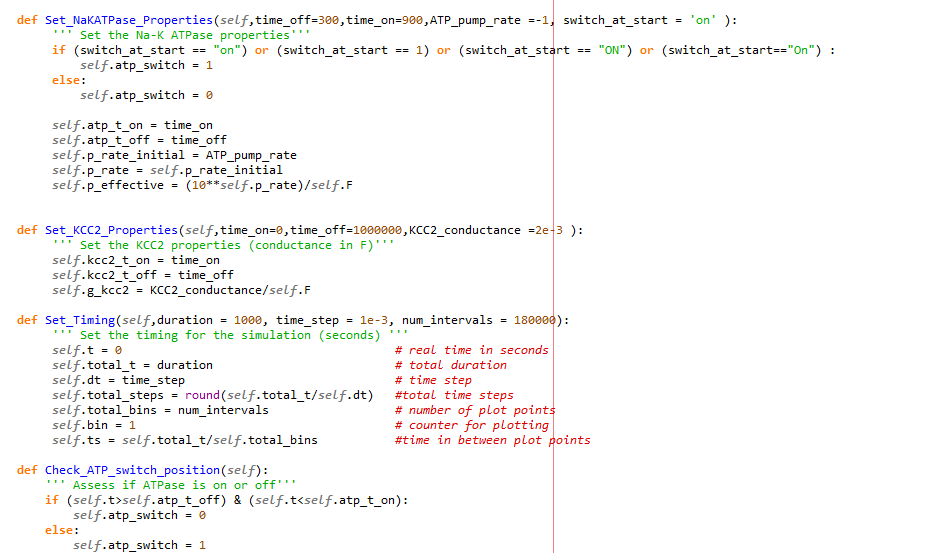 def Set_NaKATPase_Properties(self,time_off=300,time_on=900,ATP_pump_rate =-1, switch_at_start = 'on' ):
''' Set the Na-K ATPase properties'''
if (switch_at_start == "on") or (switch_at_start == 1) or (switch_at_start == "ON") or (switch_at_start=="On") :
self.atp_switch = 1
else:
self.atp_switch = 0
self.atp_t_on = time_on
self.atp_t_off = time_off
self.p_rate_initial = ATP_pump_rate
self.p_rate = self.p_rate_initial
self.p_effective = (10**self.p_rate)/self.F
def Set_KCC2_Properties(self,time_on=0,time_off=1000000,KCC2_conductance =2e-3 ):
''' Set the KCC2 properties (conductance in F)'''
self.kcc2_t_on = time_on
self.kcc2_t_off = time_off
self.g_kcc2 = KCC2_conductance/self.F
def Set_Timing(self,duration = 1000, time_step = 1e-3, num_intervals = 180000):
''' Set the timing for the simulation (seconds) '''
self.t = 0 # real time in seconds
self.total_t = duration # total duration
self.dt = time_step # time step
self.total_steps = round(self.total_t/self.dt) #total time steps
self.total_bins = num_intervals # number of plot points
self.bin = 1 # counter for plotting
self.ts = self.total_t/self.total_bins #time in between plot points
def Check_ATP_switch_position(self):
''' Assess if ATPase is on or off'''
if (self.t>self.atp_t_off) & (self.t<self.atp_t_on):
self.atp_switch = 0
else:
self.atp_switch = 1